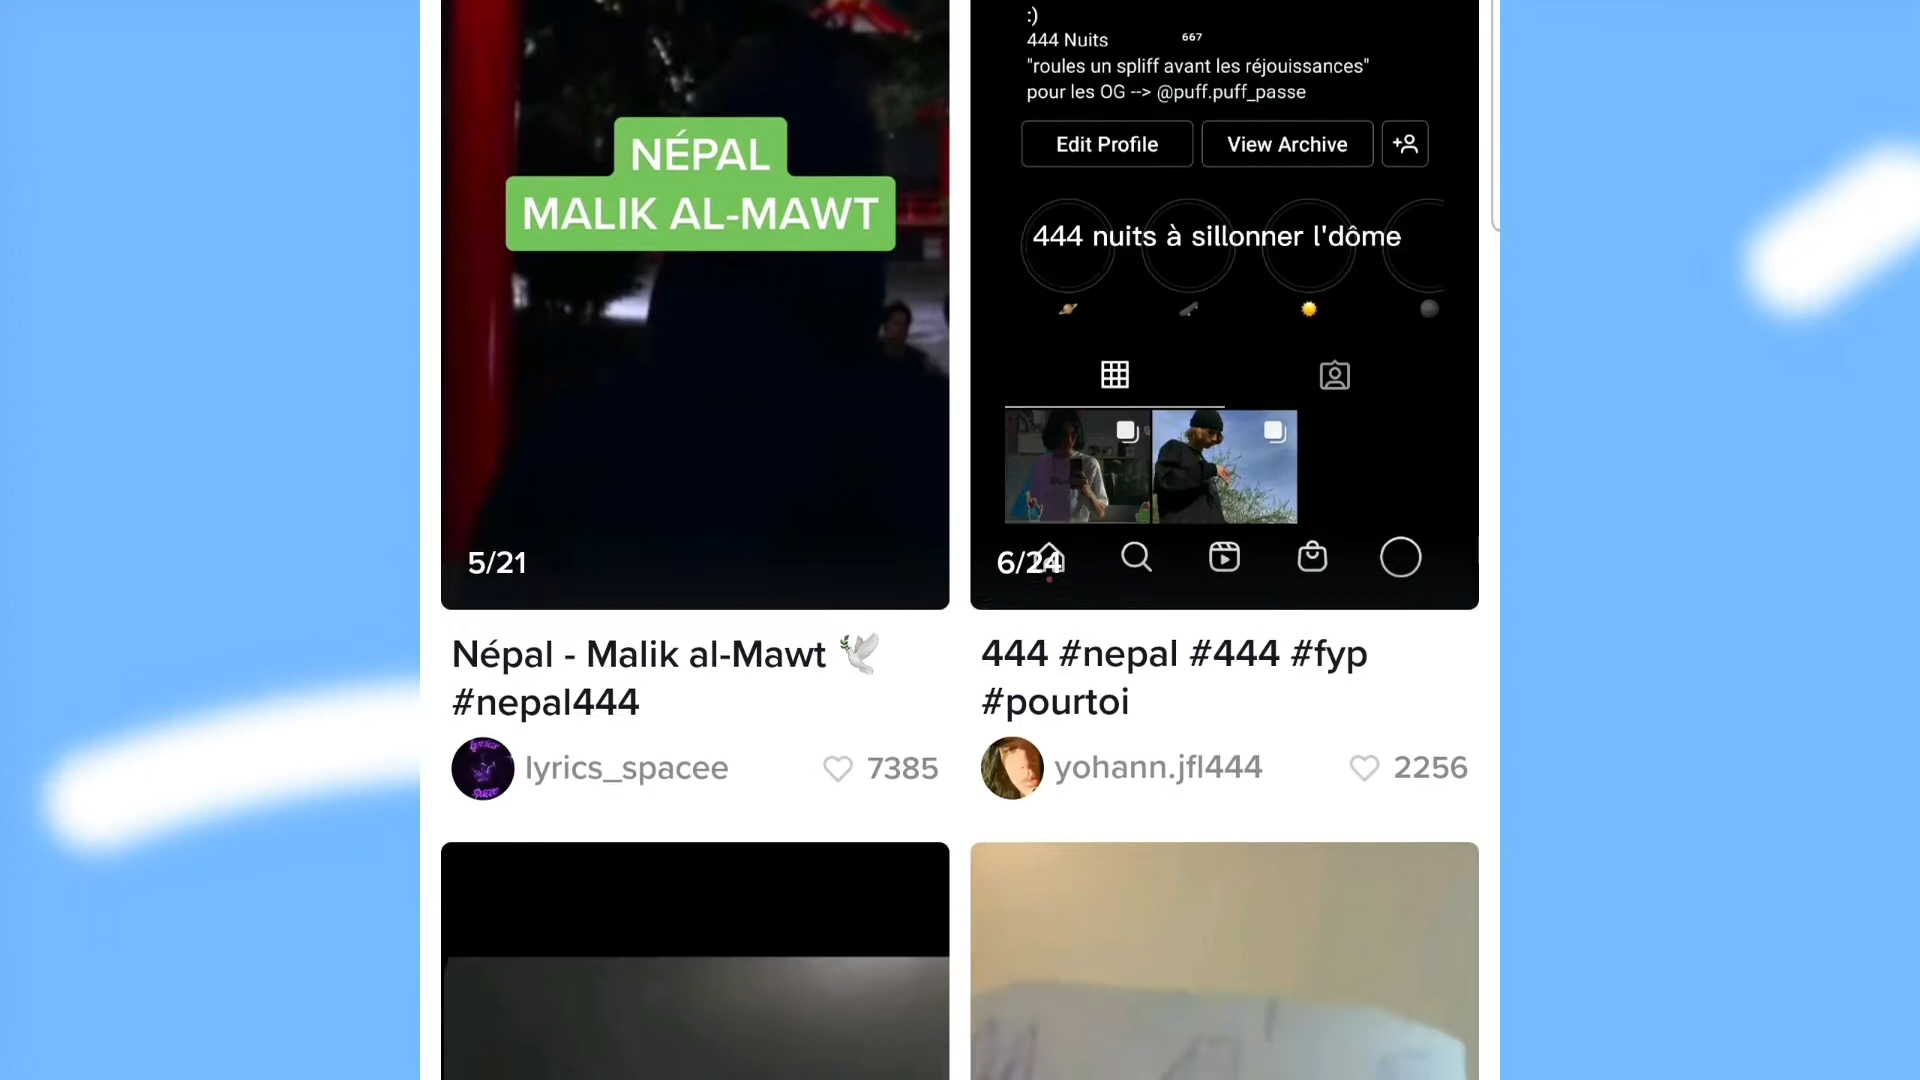 NÉPAL
MALIK AL-MAWT
5/21
Népal - Malik al-Mawt 🕊
#nepal444
lyrics_spacee
7385
:)
444 Nuits 667
"roules un spliff avant les réjouissances"
pour les OG --> @puff.puff_passe
Edit Profile
View Archive
444 nuits à sillonner l'dôme
6/24
444 #nepal #444 #fyp
#pourtoi
yohann.jfl444
2256